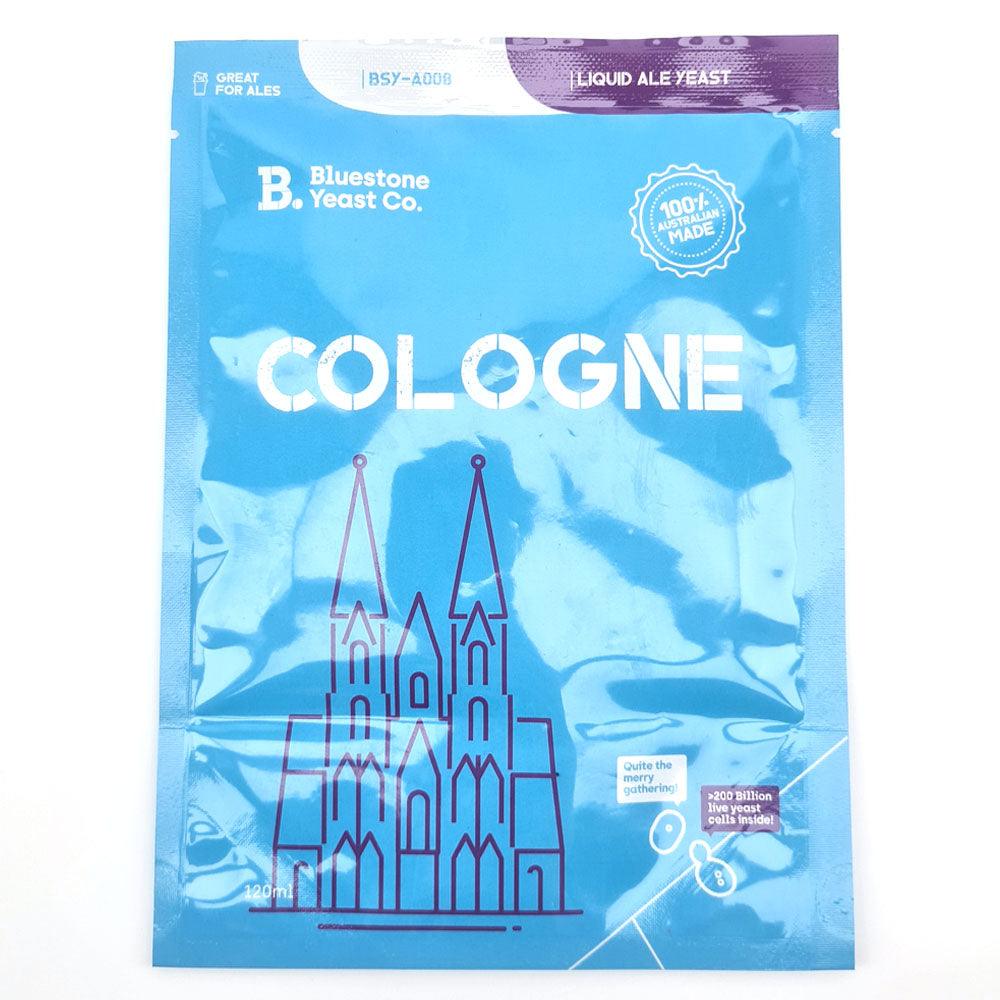 GREAT
FOR ALES
BSY-A008
LIQUID ALE YEAST
B.
Bluestone
Yeast Co.
100%
AUSTRALIAN
MADE
COLOGNE
Quite the
merry
gathering!
>200 Billion
live yeast
cells inside!
120ml